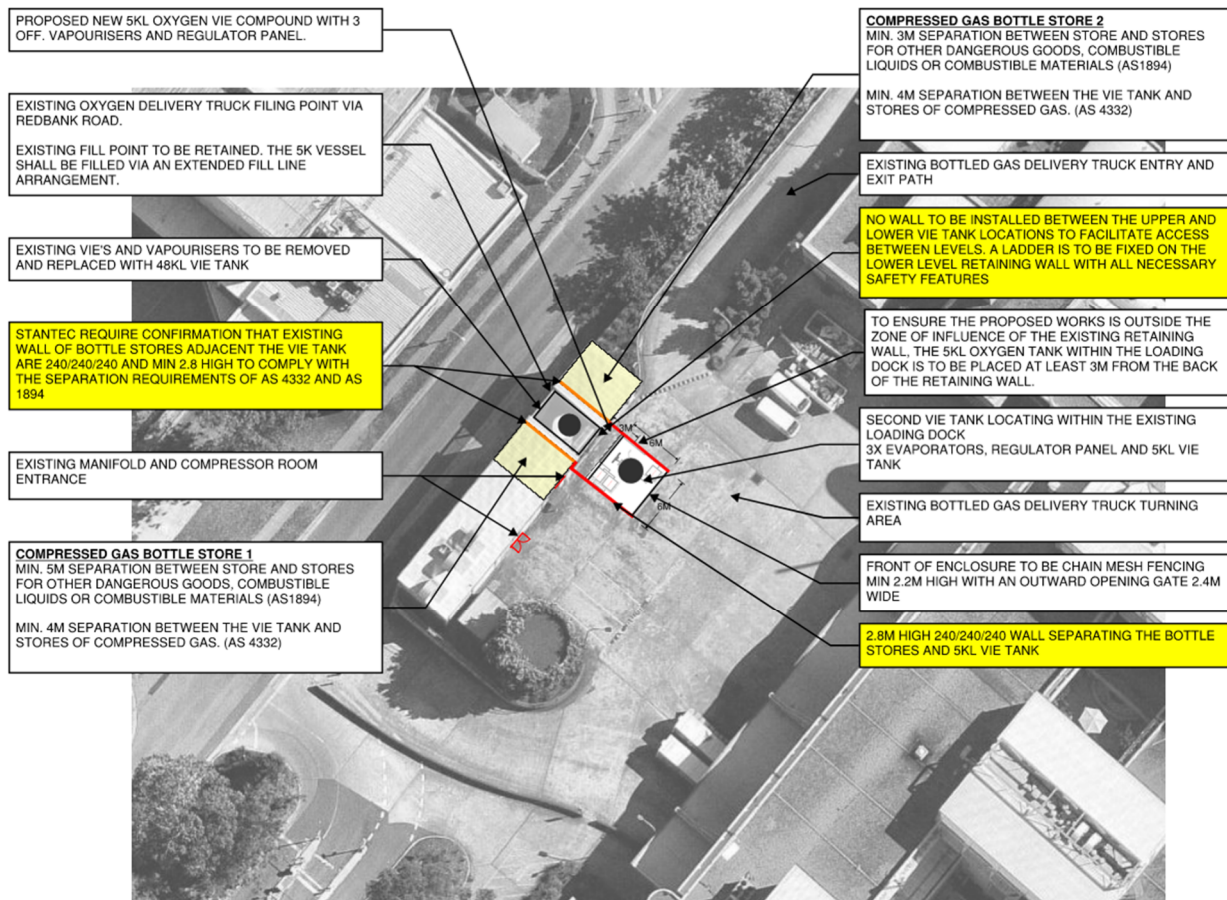 PROPOSED NEW 5KL OXYGEN VIE COMPOUND WITH 3
OFF. VAPOURISERS AND REGULATOR PANEL.
EXISTING OXYGEN DELIVERY TRUCK FILING POINT VIA
REDBANK ROAD.
EXISTING FILL POINT TO BE RETAINED. THE 5K VESSEL
SHALL BE FILLED VIA AN EXTENDED FILL LINE
ARRANGEMENT.
EXISTING VIE'S AND VAPOURISERS TO BE REMOVED
AND REPLACED WITH 48KL VIE TANK
STANTEC REQUIRE CONFIRMATION THAT EXISTING
WALL OF BOTTLE STORES ADJACENT THE VIE TANK
ARE 240/240/240 AND MIN 2.8 HIGH TO COMPLY WITH
THE SEPARATION REQUIREMENTS OF AS 4332 AND AS
1894
EXISTING MANIFOLD AND COMPRESSOR ROOM
ENTRANCE
COMPRESSED GAS BOTTLE STORE 1
MIN. 5M SEPARATION BETWEEN STORE AND STORES
FOR OTHER DANGEROUS GOODS, COMBUSTIBLE
LIQUIDS OR COMBUSTIBLE MATERIALS (AS1894)
MIN. 4M SEPARATION BETWEEN THE VIE TANK AND
STORES OF COMPRESSED GAS. (AS 4332)
3M
6M
6M
COMPRESSED GAS BOTTLE STORE 2
MIN. 3M SEPARATION BETWEEN STORE AND STORES
FOR OTHER DANGEROUS GOODS, COMBUSTIBLE
LIQUIDS OR COMBUSTIBLE MATERIALS (AS1894)
MIN. 4M SEPARATION BETWEEN THE VIE TANK AND
STORES OF COMPRESSED GAS. (AS 4332)
EXISTING BOTTLED GAS DELIVERY TRUCK ENTRY AND
EXIT PATH
NO WALL TO BE INSTALLED BETWEEN THE UPPER AND
LOWER VIE TANK LOCATIONS TO FACILITATE ACCESS
BETWEEN LEVELS. A LADDER IS TO BE FIXED ON THE
LOWER LEVEL RETAINING WALL WITH ALL NECESSARY
SAFETY FEATURES
TO ENSURE THE PROPOSED WORKS IS OUTSIDE THE
ZONE OF INFLUENCE OF THE EXISTING RETAINING
WALL, THE 5KL OXYGEN TANK WITHIN THE LOADING
DOCK IS TO BE PLACED AT LEAST 3M FROM THE BACK
OF THE RETAINING WALL.
SECOND VIE TANK LOCATING WITHIN THE EXISTING
LOADING DOCK
3X EVAPORATORS, REGULATOR PANEL AND 5KL VIE
TANK
EXISTING BOTTLED GAS DELIVERY TRUCK TURNING
AREA
FRONT OF ENCLOSURE TO BE CHAIN MESH FENCING
MIN 2.2M HIGH WITH AN OUTWARD OPENING GATE 2.4M
WIDE
2.8M HIGH 240/240/240 WALL SEPARATING THE BOTTLE
STORES AND 5KL VIE TANK